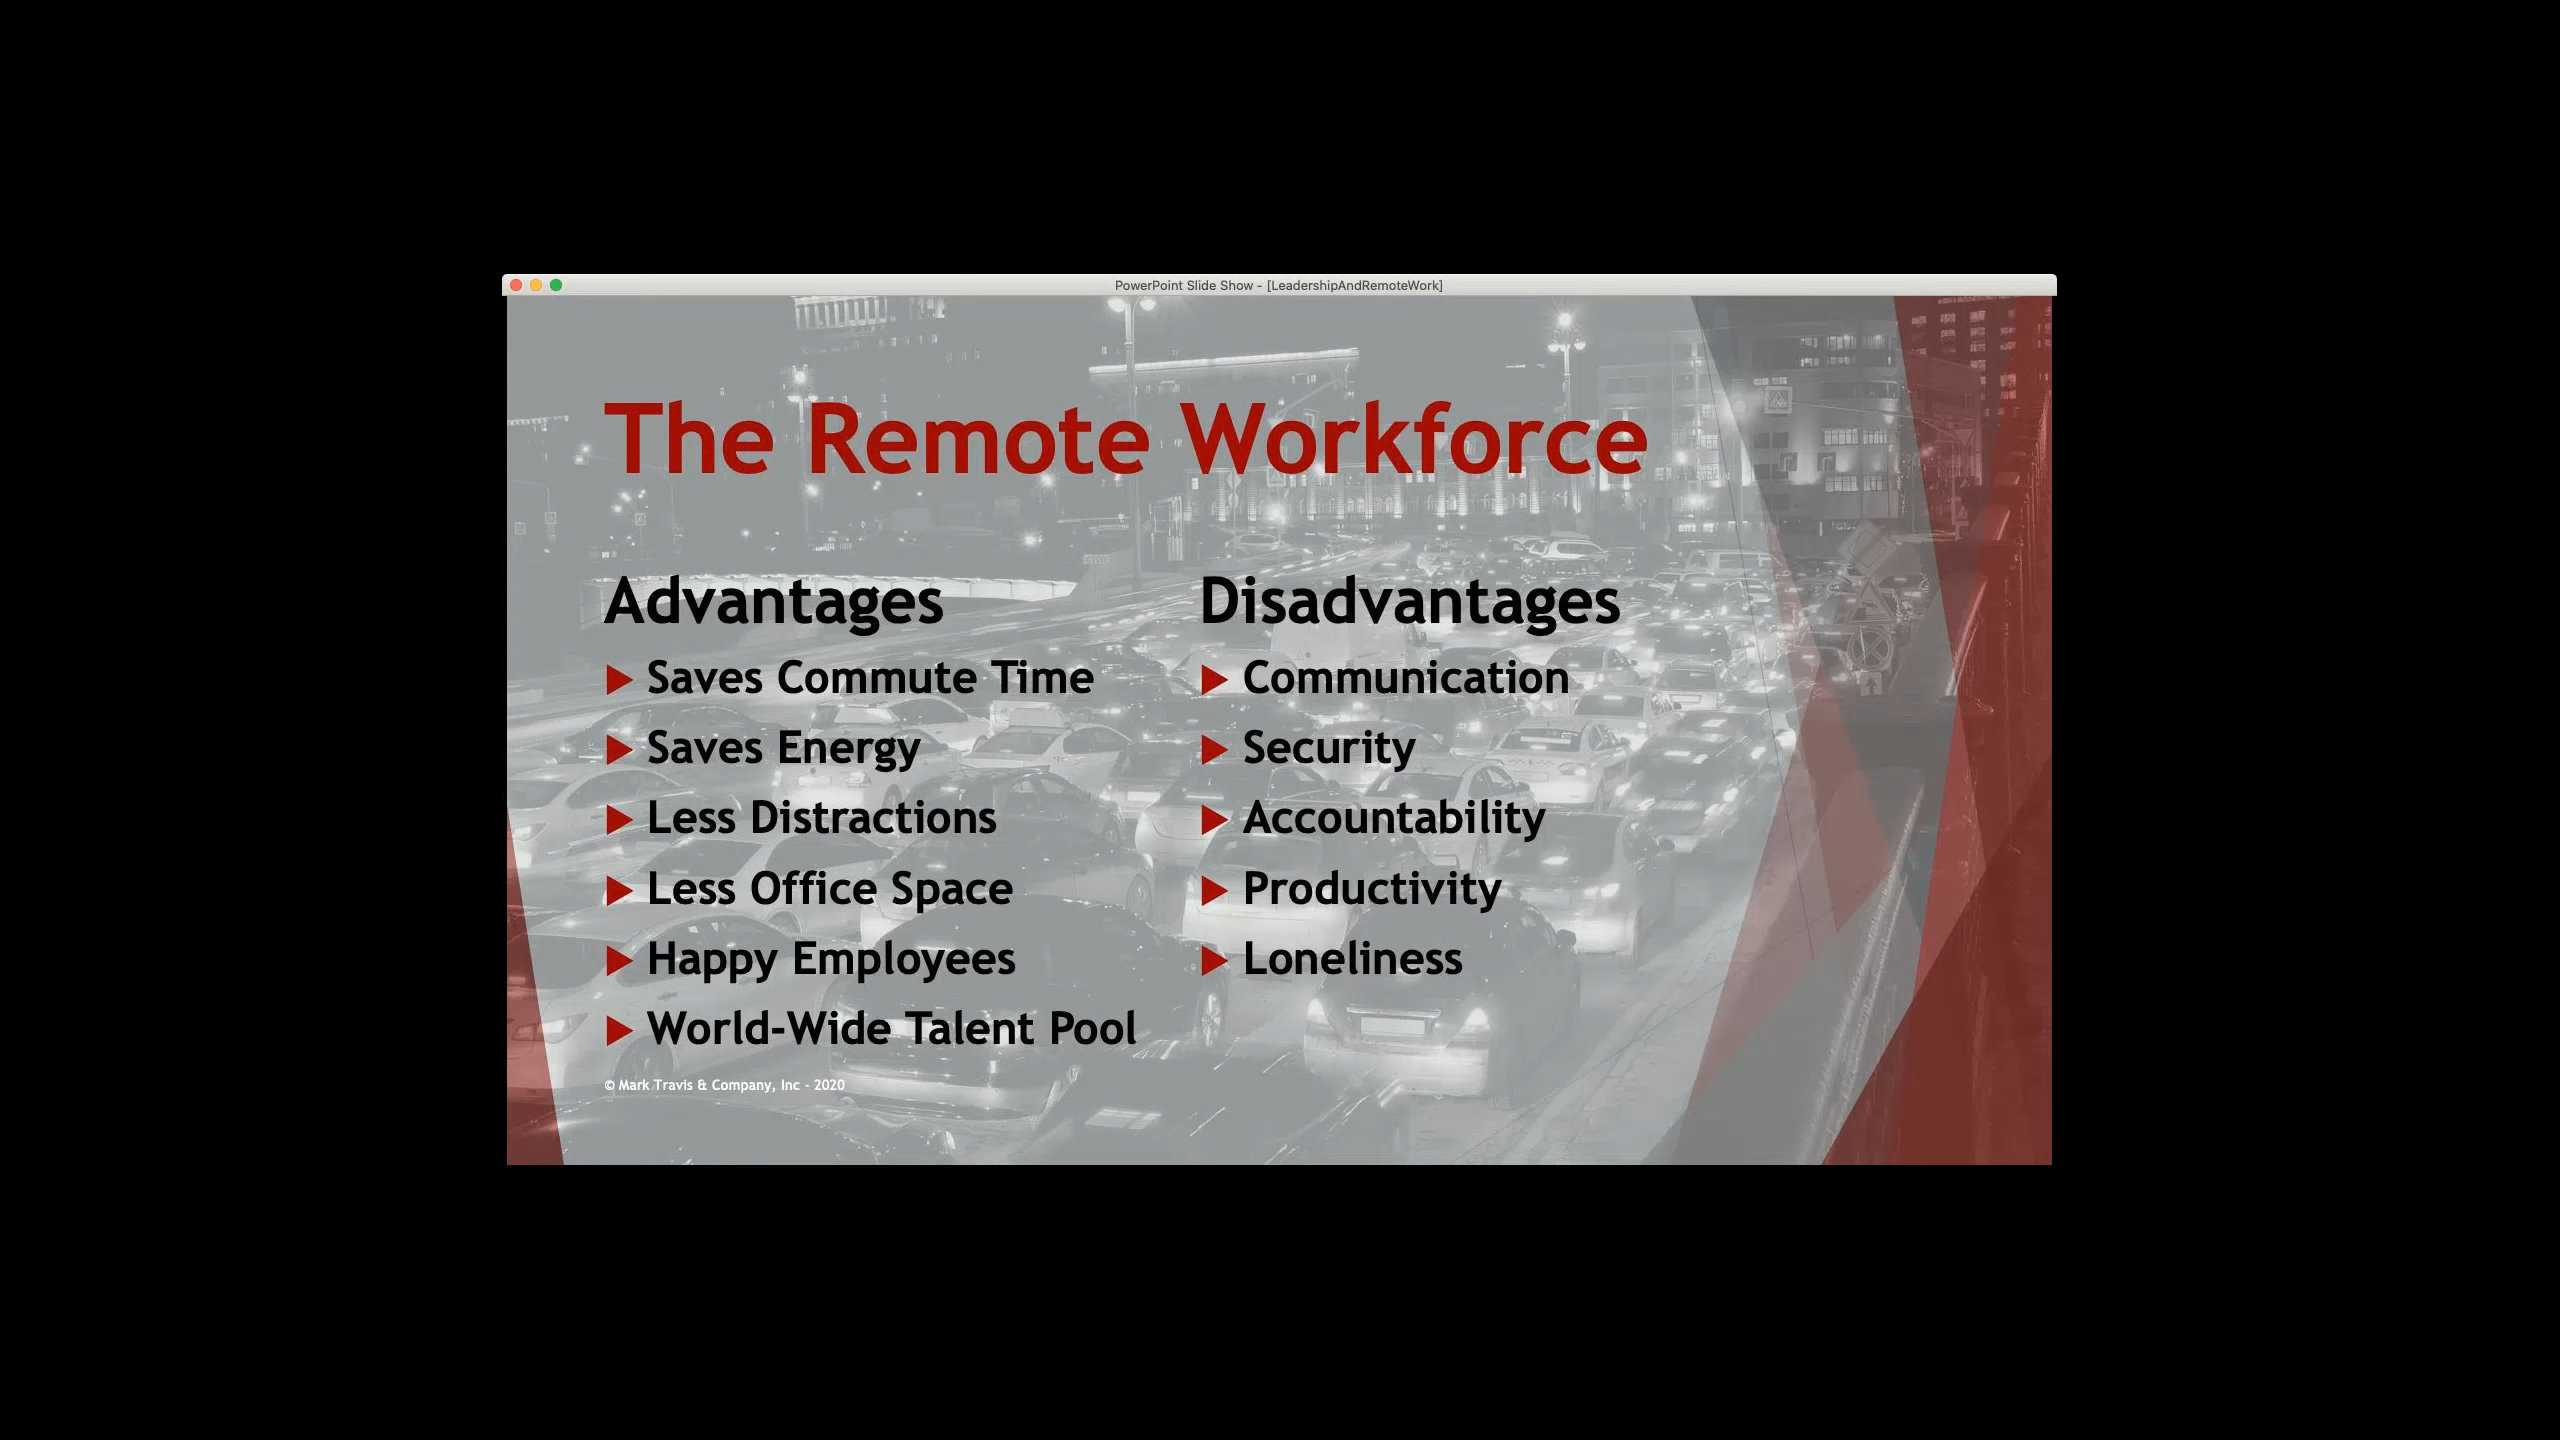 PowerPoint Slide Show - [LeadershipAndRemoteWork]
The Remote Workforce
Advantages
Saves Commute Time
Saves Energy
Less Distractions
Less Office Space
Happy Employees
World-Wide Talent Pool
Disadvantages
Communication
Security
Accountability
Productivity
Loneliness
© Mark Travis & Company, Inc - 2020